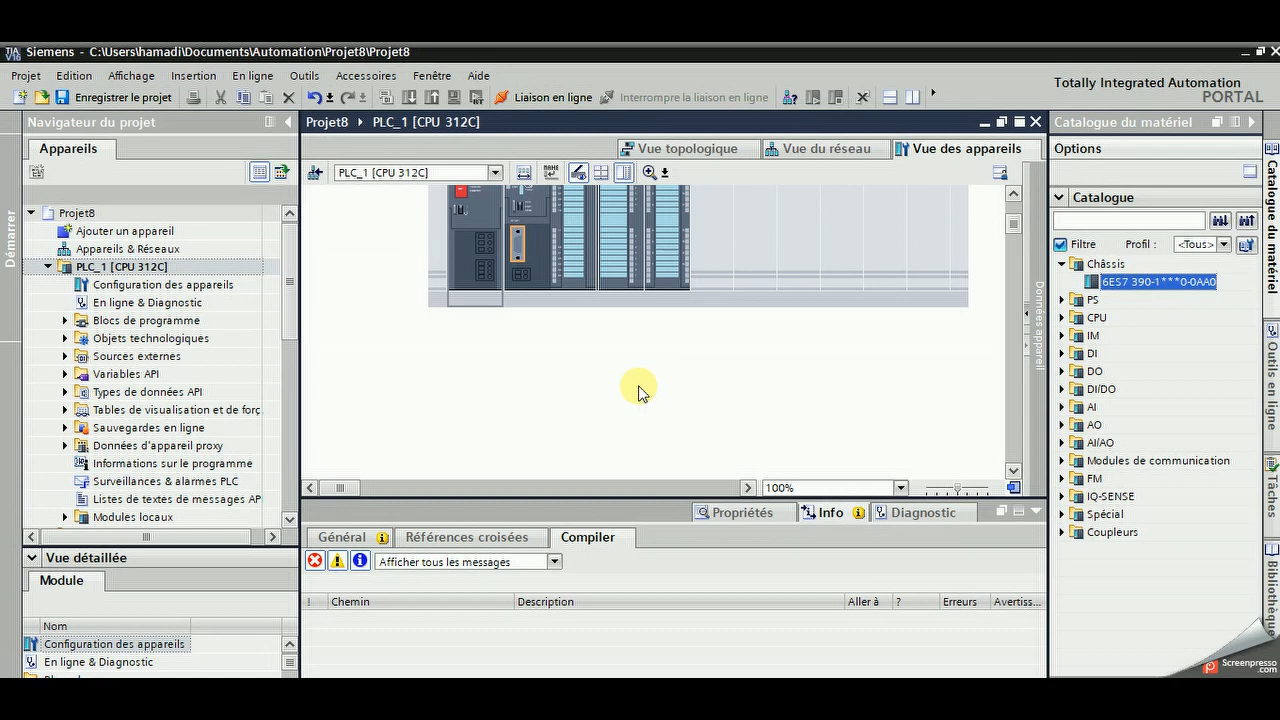 TIA V16 Siemens - C:\Users\hamadi\Documents\Automation\Projet8\Projet8
Projet Edition Affichage Insertion En ligne Outils Accessoires Fenêtre Aide
Totally Integrated Automation
PORTAL
Enregistrer le projet Liaison en ligne Interrompre la liaison en ligne
Navigateur du projet
Projet8 PLC_1 [CPU 312C]
Catalogue du matériel
Appareils
Vue topologique Vue du réseau Vue des appareils
Options
PLC_1 [CPU 312C]
Démarrer
Projet8
Ajouter un appareil
Appareils & Réseaux
PLC_1 [CPU 312C]
Configuration des appareils
En ligne & Diagnostic
Blocs de programme
Objets technologiques
Sources externes
Variables API
Types de données API
Tables de visualisation et de forç
Sauvegardes en ligne
Données d'appareil proxy
Informations sur le programme
Surveillances & alarmes PLC
Listes de textes de messages AP
Modules locaux
Vue détaillée
Module
Nom
Configuration des appareils
En ligne & Diagnostic
Données appareil
100%
Propriétés Info Diagnostic
Général Références croisées Compiler
Afficher tous les messages
! Chemin Description Aller à ? Erreurs Avertiss...
Catalogue
Filtre Profil : <Tous>
Châssis
6ES7 390-1***0-0AA0
PS
CPU
IM
DI
DO
DI/DO
AI
AO
AI/AO
Modules de communication
FM
IQ-SENSE
Spécial
Coupleurs
Catalogue du matériel
Outils en ligne
Tâches
Bibliothèque
Screenpresso
.com